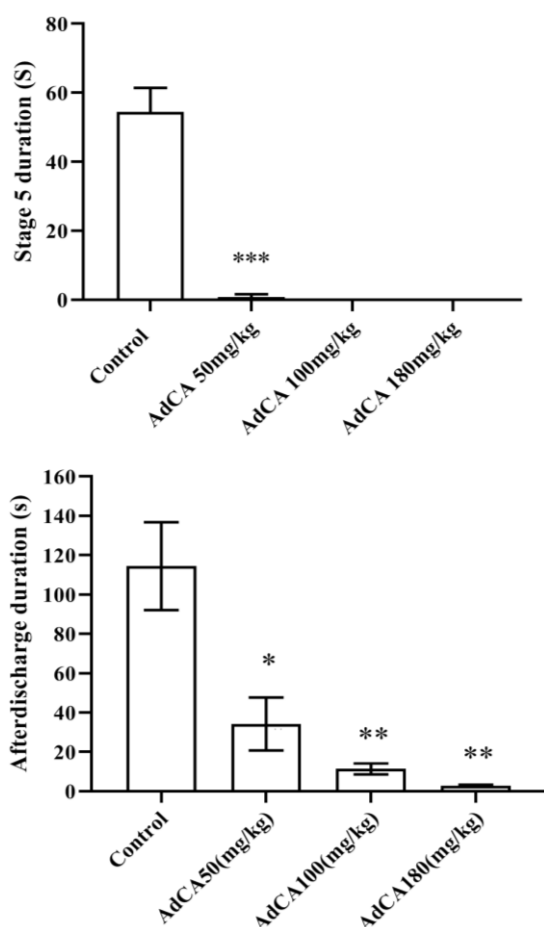 Stage 5 duration (S)
80
60
40
20
0
***
Control
AdCA 50mg/kg
AdCA 100mg/kg
AdCA 180mg/kg
Afterdischarge duration (s)
160
140
120
100
80
60
40
20
0
*
**
**
Control
AdCA50(mg/kg)
AdCA100(mg/kg)
AdCA180(mg/kg)